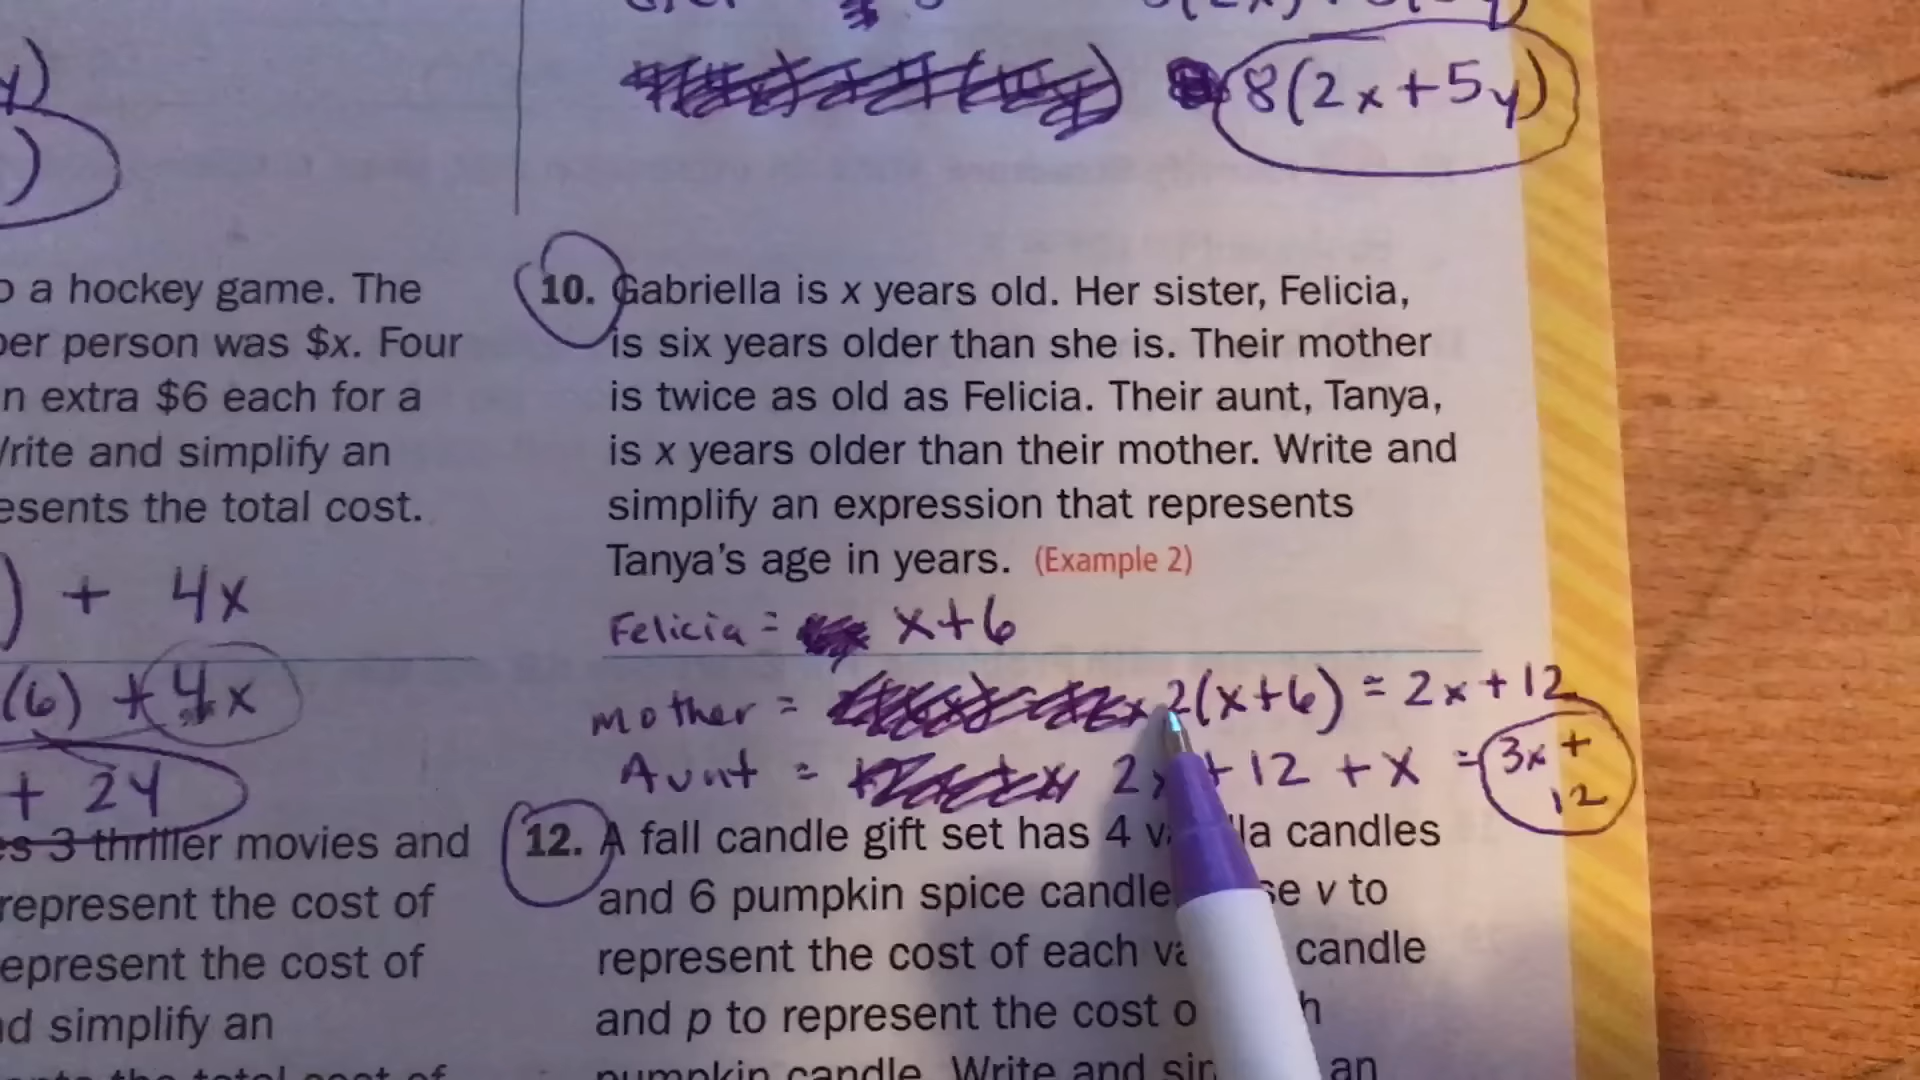 8(2x+5y)
y)
)
o a hockey game. The
per person was $x. Four
n extra $6 each for a
Write and simplify an
esents the total cost.
) + 4x
(6) + 4x
+ 24
es 3 thriller movies and
represent the cost of
epresent the cost of
nd simplify an
10. Gabriella is x years old. Her sister, Felicia,
is six years older than she is. Their mother
is twice as old as Felicia. Their aunt, Tanya,
is x years older than their mother. Write and
simplify an expression that represents
Tanya's age in years. (Example 2)
Felicia = x+6
Mother = 2(x+6) = 2x+12
Aunt = 2x+12 +x = 3x +
12
12. A fall candle gift set has 4 candles
and 6 pumpkin spice v to
represent the cost of each candle
and p to represent the cost
pumpkin candle. Write and an